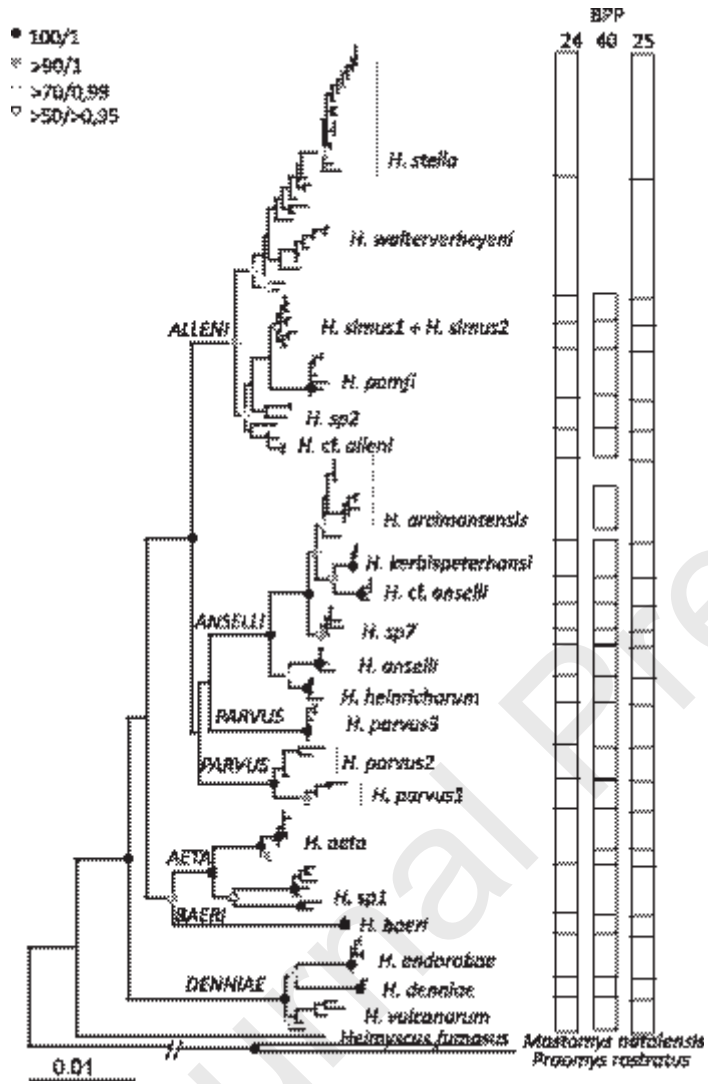 BPP
24 40 25
100/1
>90/1
>70/0,99
>50/>0,95
H. stella
H. walterverheyeni
ALLENI
H. simus1 + H. simus2
H. pamfi
H. sp2
H. cf. alleni
H. arcimontensis
H. kerbispeterhansi
H. cf. anselli
ANSELLI
H. sp7
H. anselli
H. heinrichorum
PARVUS
H. parvus3
PARVUS
H. parvus2
H. parvus1
H. aeta
AETA
H. sp1
BAERI
H. baeri
H. endorobae
DENNIAE
H. denniae
H. vulcanorum
Heimyscus fumosus
Mastomys natalensis
Praomys rostratus
0.01